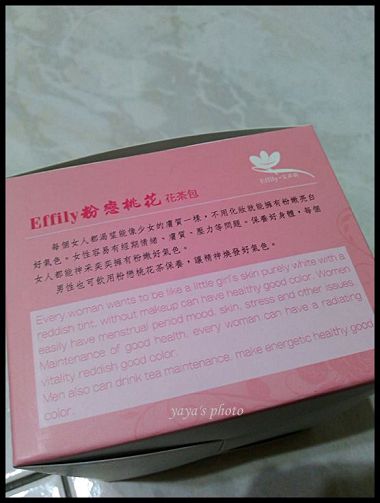 Effily粉戀桃花 花茶包
每個女人都渴望能像少女的膚質一樣，不用化妝就能擁有粉嫩亮白
好氣色。女性容易有經期情緒、膚質、壓力等問題。保養好身體，每個
女人都能神采奕奕擁有粉嫩好氣色。
男性也可飲用粉戀桃花茶保養，讓精神煥發好氣色。
Every woman wants to be like a little girl's skin purely white with a
reddish tint, without makeup can have healthy good color. Women
easily have menstrual period mood, skin, stress and other issues.
Maintenance of good health, every woman can have a radiating
vitality reddish good color.
Men also can drink tea maintenance, make energetic healthy good
color.
yaya's photo